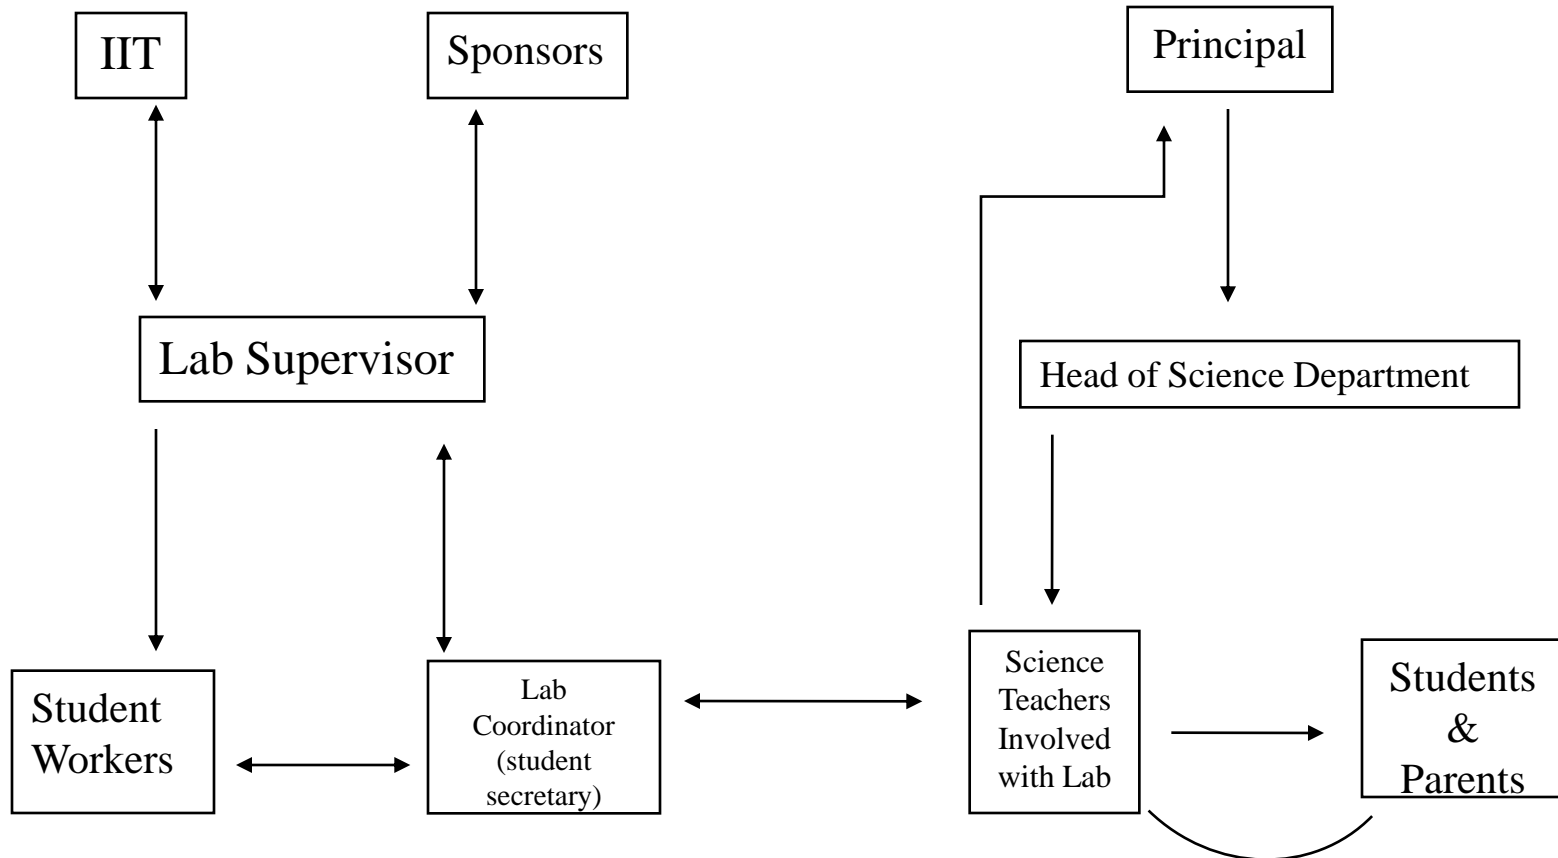 IIT
Sponsors
Principal
Lab Supervisor
Head of Science Department
Student
Workers
Lab
Coordinator
(student
secretary)
Science
Teachers
Involved
with Lab
Students
&
Parents